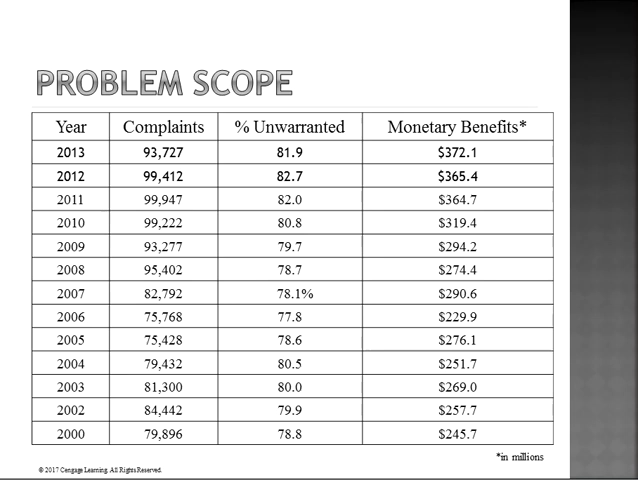 PROBLEM SCOPE
Year Complaints % Unwarranted Monetary Benefits*
2013 93,727 81.9 $372.1
2012 99,412 82.7 $365.4
2011 99,947 82.0 $364.7
2010 99,222 80.8 $319.4
2009 93,277 79.7 $294.2
2008 95,402 78.7 $274.4
2007 82,792 78.1% $290.6
2006 75,768 77.8 $229.9
2005 75,428 78.6 $276.1
2004 79,432 80.5 $251.7
2003 81,300 80.0 $269.0
2002 84,442 79.9 $257.7
2000 79,896 78.8 $245.7
*in millions
© 2017 Cengage Learning. All Rights Reserved.